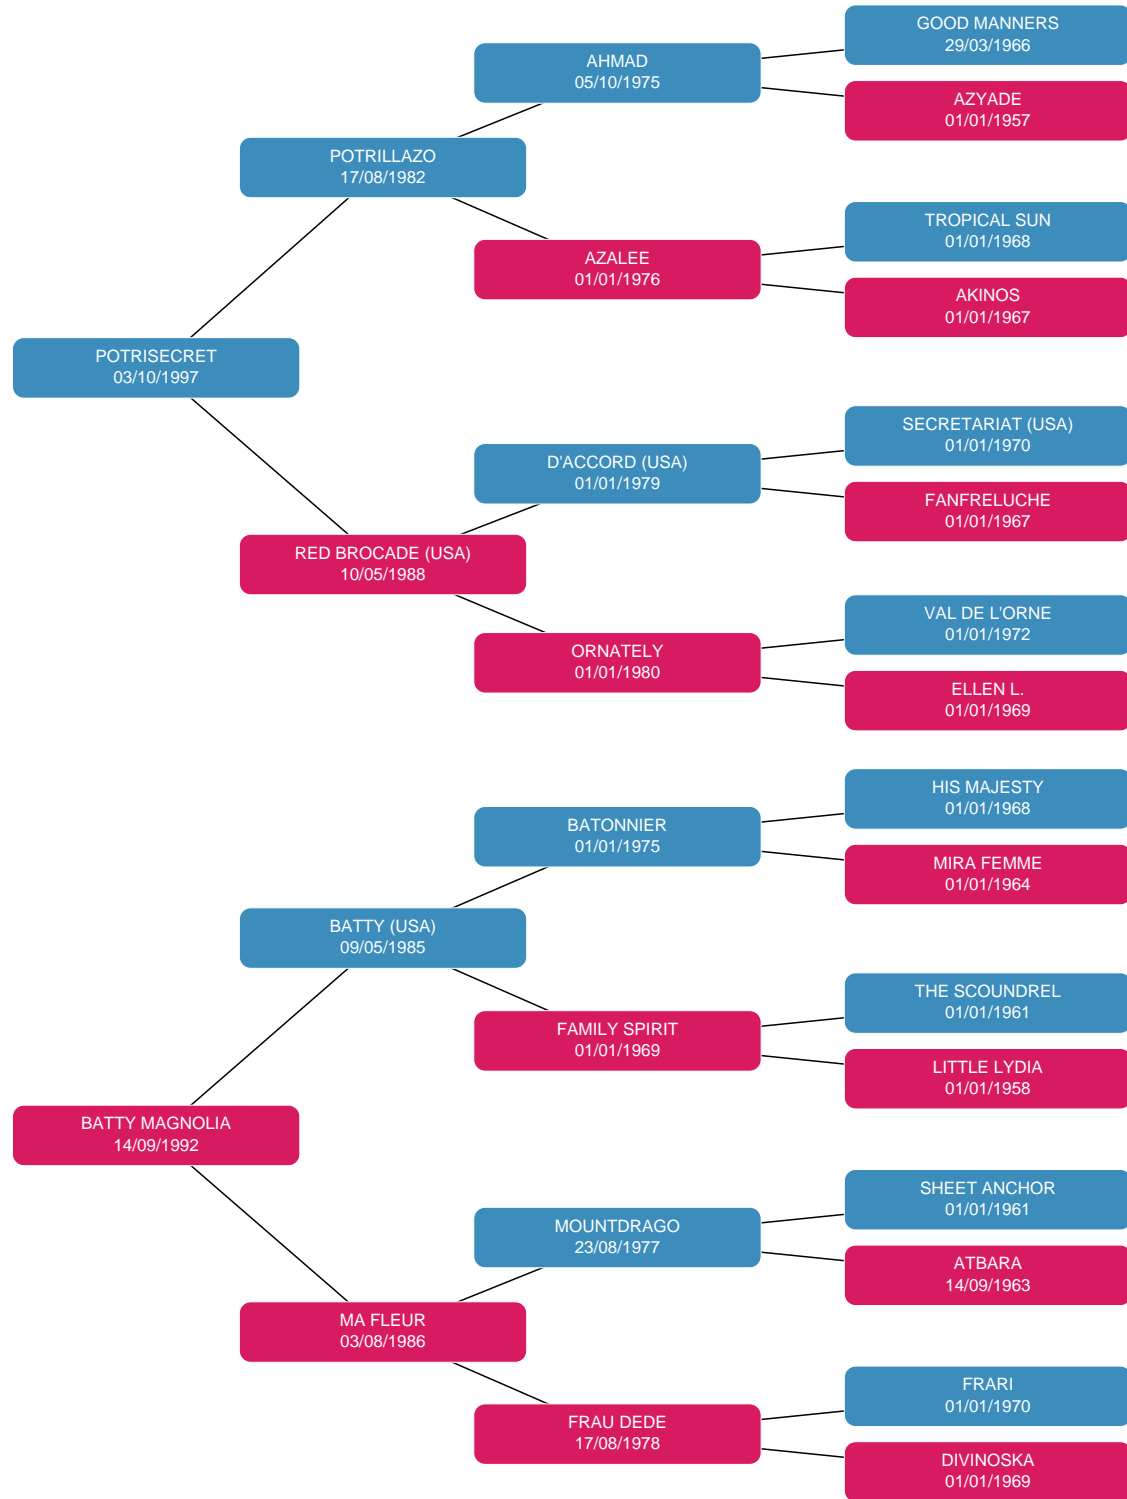 GOOD MANNERS
29/03/1966
AHMAD
05/10/1975
AZYADE
01/01/1957
POTRILLAZO
17/08/1982
TROPICAL SUN
01/01/1968
AZALEE
01/01/1976
AKINOS
01/01/1967
POTRISECRET
03/10/1997
SECRETARIAT (USA)
01/01/1970
D'ACCORD (USA)
01/01/1979
FANFRELUCHE
01/01/1967
RED BROCADE (USA)
10/05/1988
VAL DE L'ORNE
01/01/1972
ORNATELY
01/01/1980
ELLEN L.
01/01/1969
HIS MAJESTY
01/01/1968
BATONNIER
01/01/1975
MIRA FEMME
01/01/1964
BATTY (USA)
09/05/1985
THE SCOUNDREL
01/01/1961
FAMILY SPIRIT
01/01/1969
LITTLE LYDIA
01/01/1958
BATTY MAGNOLIA
14/09/1992
SHEET ANCHOR
01/01/1961
MOUNTDRAGO
23/08/1977
ATBARA
14/09/1963
MA FLEUR
03/08/1986
FRARI
01/01/1970
FRAU DEDE
17/08/1978
DIVINOSKA
01/01/1969